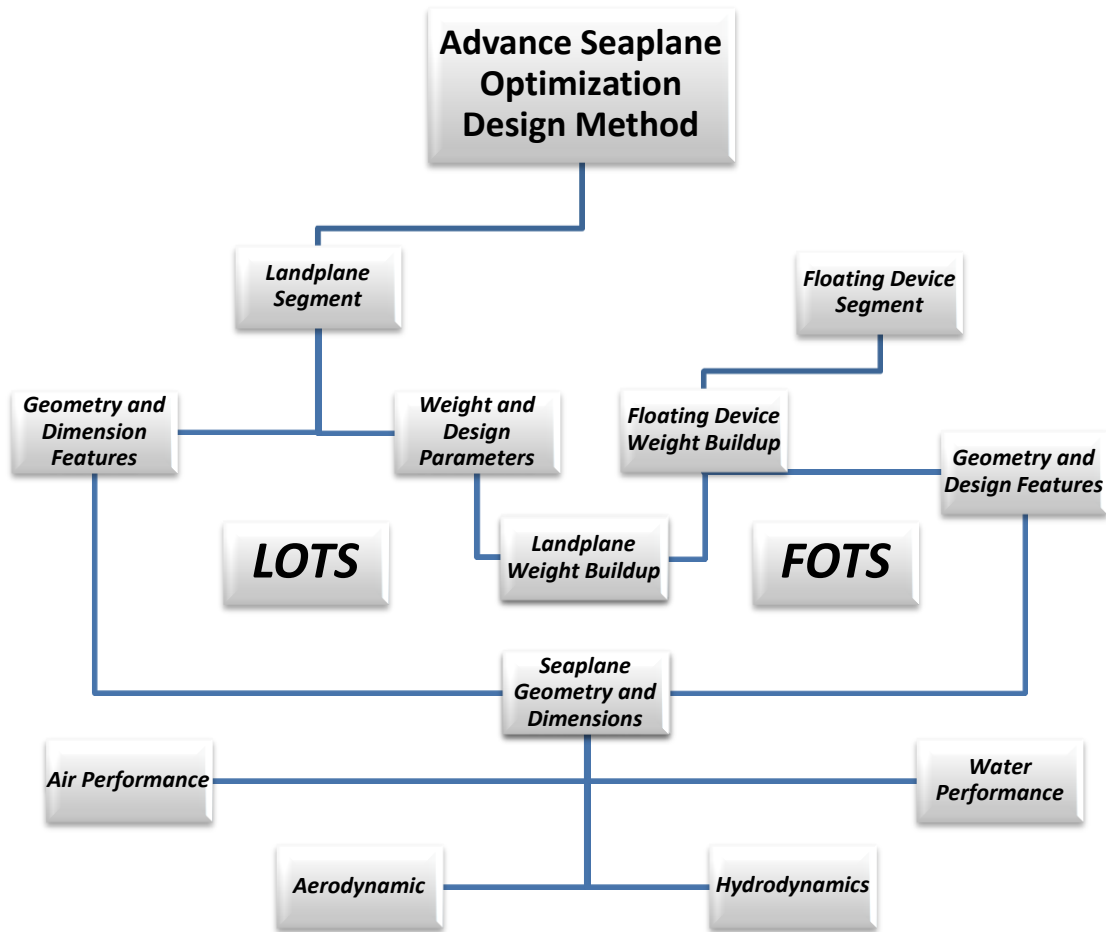 Advance Seaplane
Optimization
Design Method
Landplane
Segment
Floating Device
Segment
Geometry and
Dimension
Features
Weight and
Design
Parameters
Floating Device
Weight Buildup
Geometry and
Design Features
LOTS
Landplane
Weight Buildup
FOTS
Seaplane
Geometry and
Dimensions
Air Performance
Water
Performance
Aerodynamic
Hydrodynamics